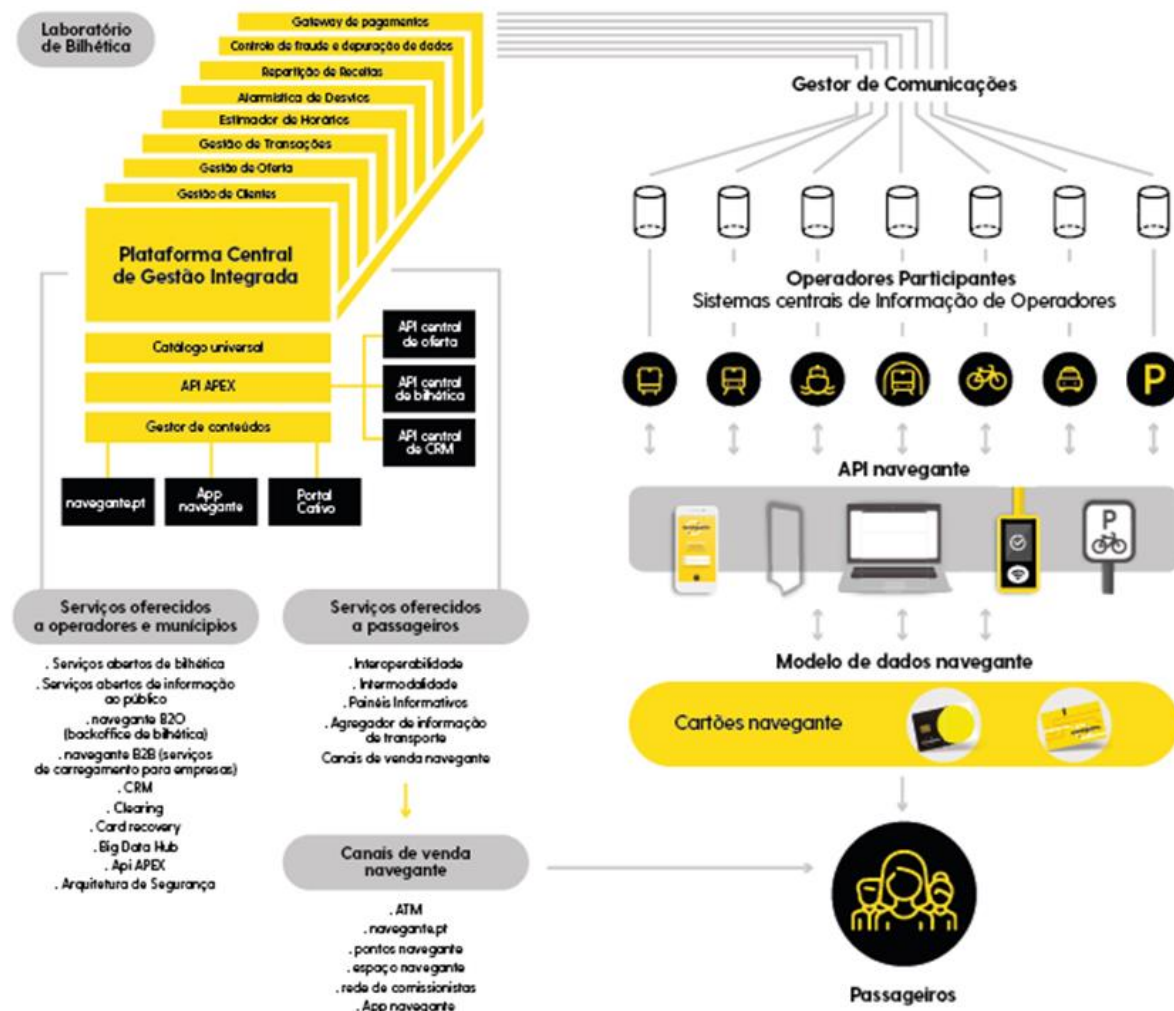 Laboratório
de Bilhética
Gateway de pagamentos
Controlo de fraude e depuração de dados
Repartição de Receitas
Alarmística de Desvios
Estimador de Horários
Gestão de Transações
Gestão de Oferta
Gestão de Clientes
Plataforma Central
de Gestão Integrada
Catálogo universal
API APEX
Gestor de conteúdos
API central
de oferta
API central
de bilhética
API central
de CRM
navegante.pt
App
navegante
Portal
Cativo
Serviços oferecidos
a operadores e munícipios
. Serviços abertos de bilhética
. Serviços abertos de informação
ao público
. navegante B2O
(backoffice de bilhética)
. navegante B2B (serviços
de carregamento para empresas)
. CRM
. Clearing
. Card recovery
. Big Data Hub
. Api APEX
. Arquitetura de Segurança
Serviços oferecidos
a passageiros
. Interoperabilidade
. Intermodalidade
. Painéis Informativos
. Agregador de informação
de transporte
Canais de venda navegante
Canais de venda
navegante
. ATM
. navegante.pt
. pontos navegante
. espaço navegante
. rede de comissionistas
. App navegante
Gestor de Comunicações
Operadores Participantes
Sistemas centrais de Informação de Operadores
P
API navegante
P
Modelo de dados navegante
Cartões navegante
Passageiros